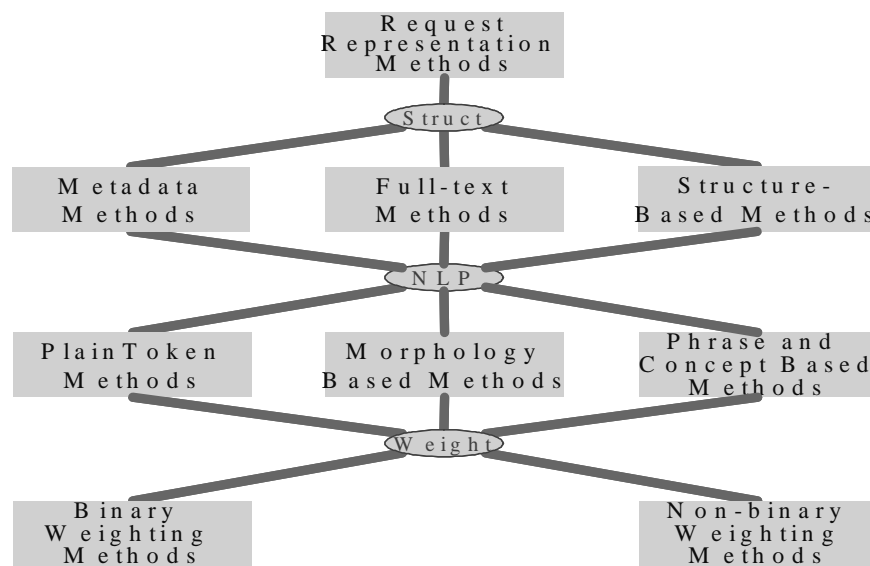 Request
Representation
Methods
Struct
Metadata
Methods
Full-text
Methods
Structure-
Based Methods
NLP
PlainToken
Methods
Morphology
Based Methods
Phrase and
Concept Based
Methods
Weight
Binary
Weighting
Methods
Non-binary
Weighting
Methods